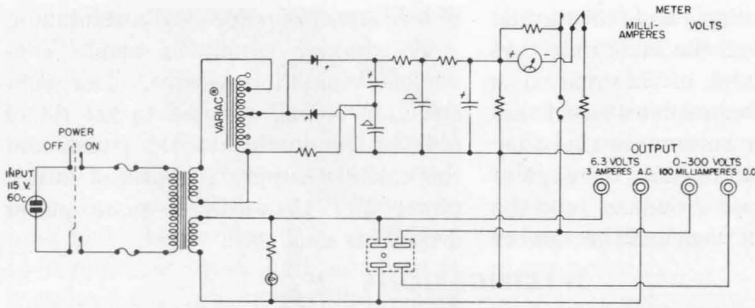 METER
MILLI-
AMPERES VOLTS
VARIAC®
POWER
OFF ON
INPUT
115 V.
60c
OUTPUT
6.3 VOLTS 0-300 VOLTS
3 AMPERES A.C. 100 MILLIAMPERES D.C.